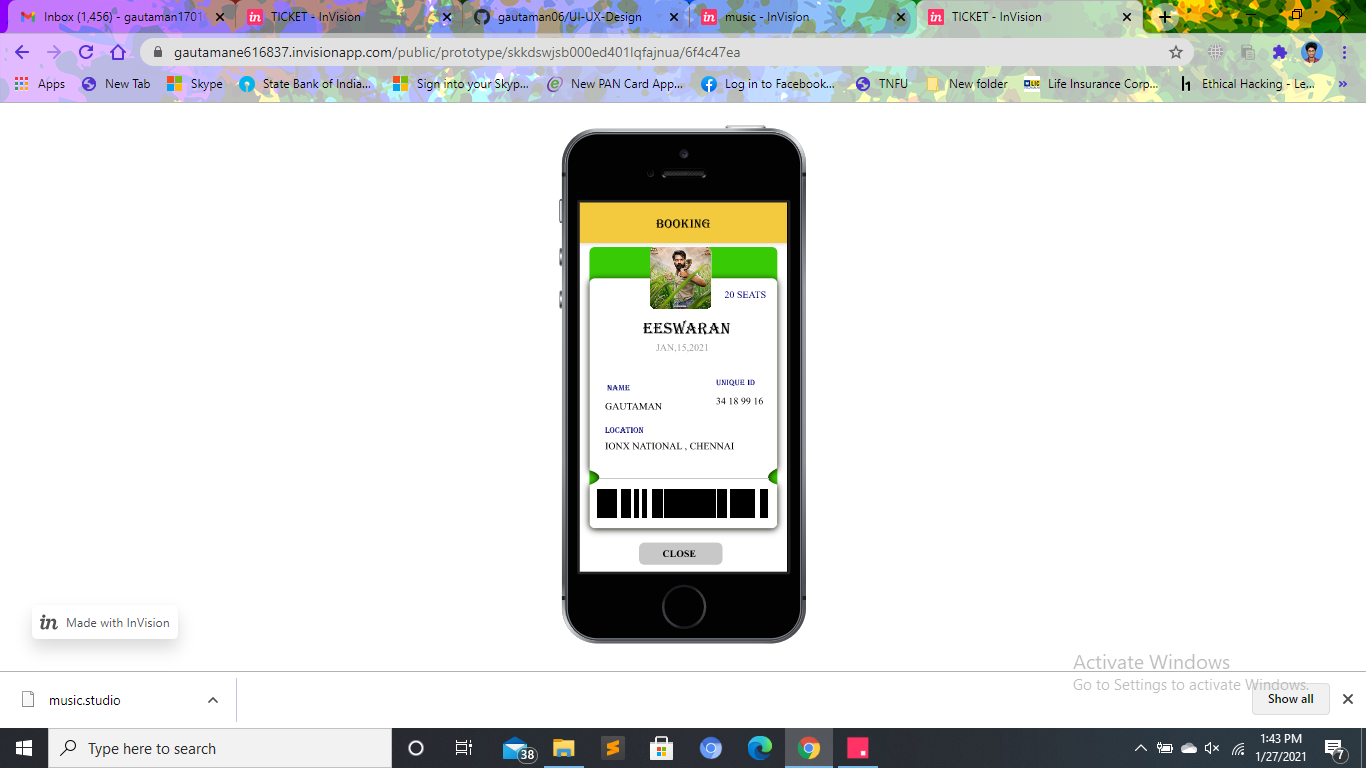 Inbox (1,456) - gautaman1701
TICKET - InVision
gautaman06/UI-UX-Design
music - InVision
TICKET - InVision
gautamane616837.invisionapp.com/public/prototype/skkdswjsb000ed401lqfajnua/6f4c47ea
Apps
New Tab
Skype
State Bank of India...
Sign into your Skyp...
New PAN Card App...
Log in to Facebook...
TNFU
New folder
Life Insurance Corp...
Ethical Hacking - Le...
BOOKING
20 SEATS
EESWARAN
JAN,15,2021
NAME
UNIQUE ID
GAUTAMAN
34 18 99 16
LOCATION
IONX NATIONAL , CHENNAI
CLOSE
in Made with InVision
Activate Windows
Go to Settings to activate Windows.
music.studio
Show all
Type here to search
38
1:43 PM
1/27/2021
7